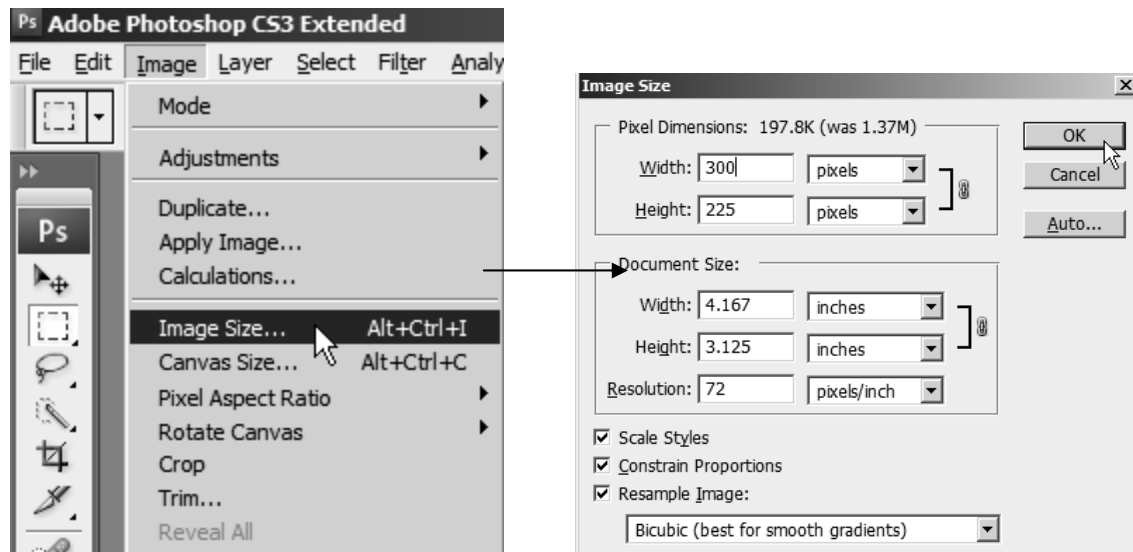 Ps Adobe Photoshop CS3 Extended
File Edit Image Layer Select Filter Analy
Mode
Adjustments
Duplicate...
Apply Image...
Calculations...
Image Size... Alt+Ctrl+I
Canvas Size... Alt+Ctrl+C
Pixel Aspect Ratio
Rotate Canvas
Crop
Trim...
Reveal All
Ps
Image Size
Pixel Dimensions: 197.8K (was 1.37M)
Width: 300 pixels
Height: 225 pixels
Document Size:
Width: 4.167 inches
Height: 3.125 inches
Resolution: 72 pixels/inch
Scale Styles
Constrain Proportions
Resample Image:
Bicubic (best for smooth gradients)
OK
Cancel
Auto...